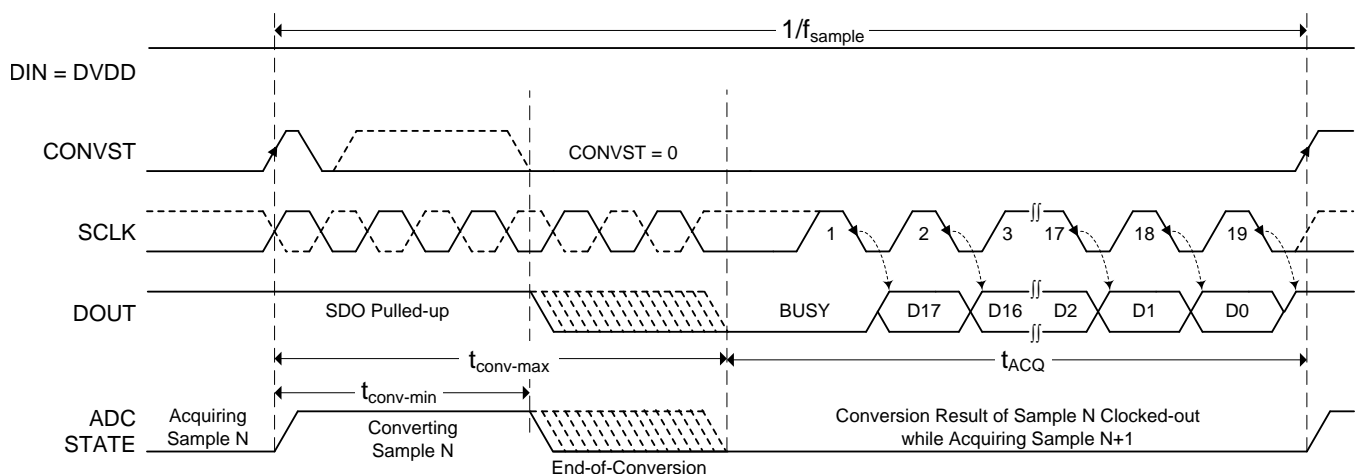 1/fsample
DIN = DVDD
CONVST
CONVST = 0
SCLK
1 2 3 ∫∫ 17 18 19
DOUT
SDO Pulled-up
BUSY
D17 D16 ∫∫ D2 D1 D0
tconv-max
tACQ
tconv-min
ADC
STATE
Acquiring
Sample N
Converting
Sample N
End-of-Conversion
Conversion Result of Sample N Clocked-out
while Acquiring Sample N+1